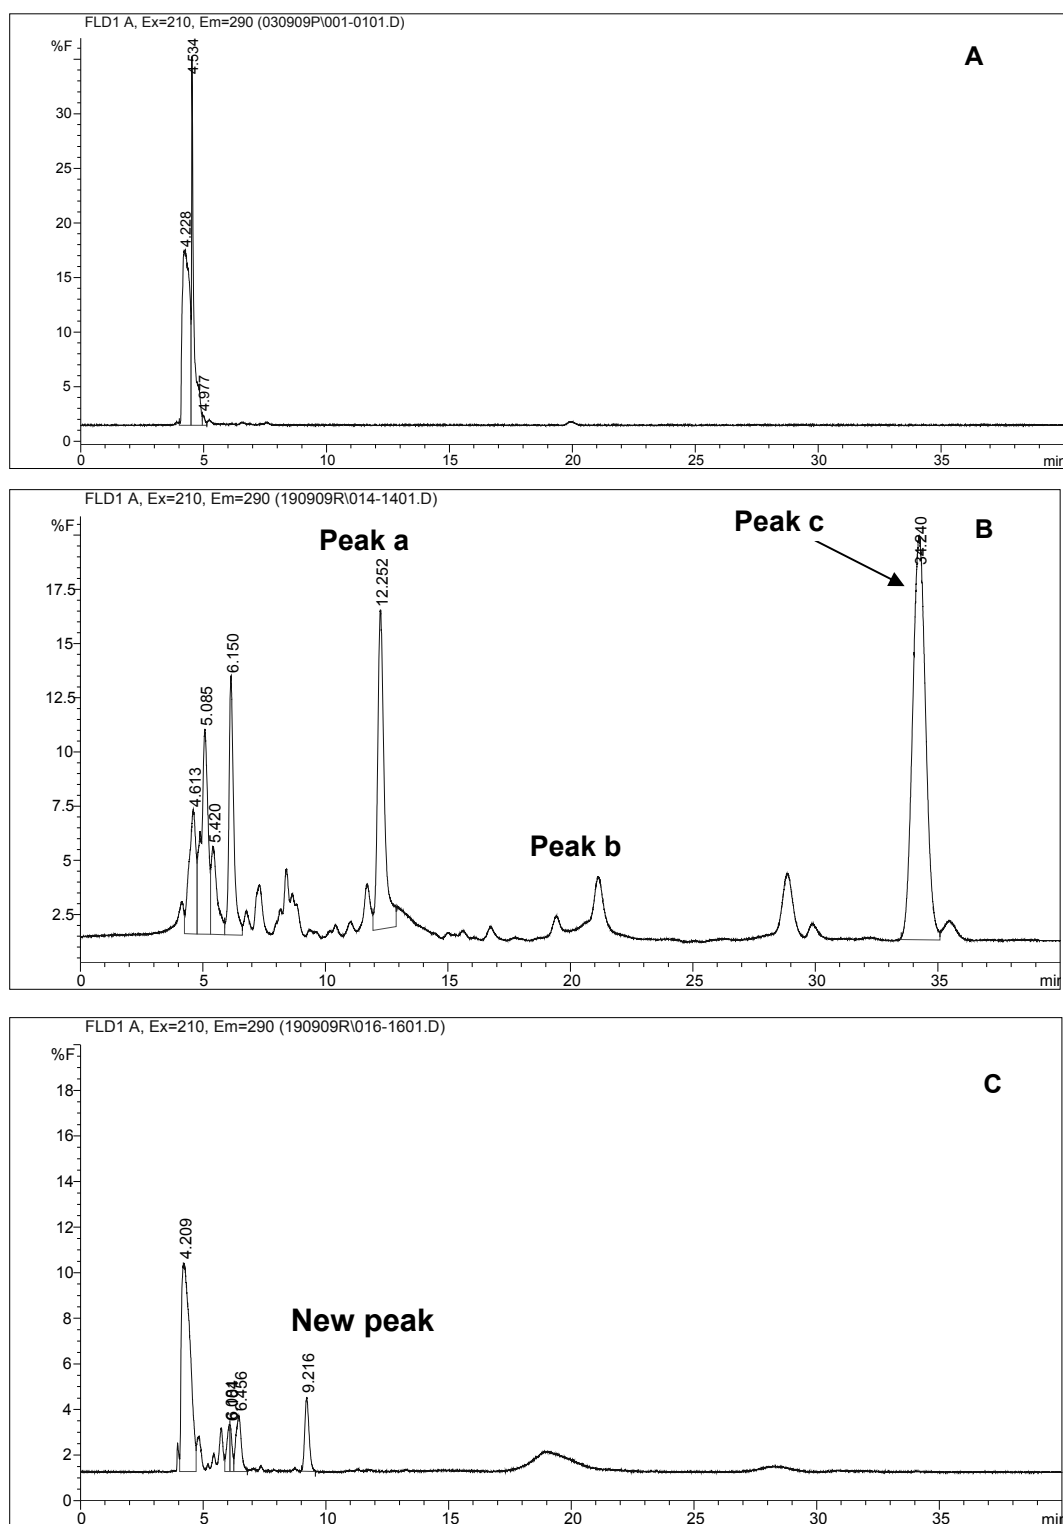 FLD1 A, Ex=210, Em=290 (030909P\001-0101.D)
%F
A
4.534
4.228
4.977
30
25
20
15
10
5
0
0 5 10 15 20 25 30 35 min
FLD1 A, Ex=210, Em=290 (190909R\014-1401.D)
%F
B
Peak a
Peak c
34.240
12.252
6.150
5.085
4.613
5.420
Peak b
17.5
15
12.5
10
7.5
5
2.5
0 5 10 15 20 25 30 35 min
FLD1 A, Ex=210, Em=290 (190909R\016-1601.D)
%F
C
4.209
New peak
6.456
9.216
18
16
14
12
10
8
6
4
2
0
0 5 10 15 20 25 30 35 min